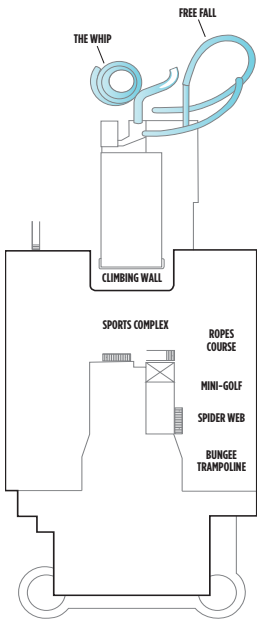 FREE FALL
THE WHIP
CLIMBING WALL
SPORTS COMPLEX
ROPES
COURSE
MINI-GOLF
SPIDER WEB
BUNGEE
TRAMPOLINE